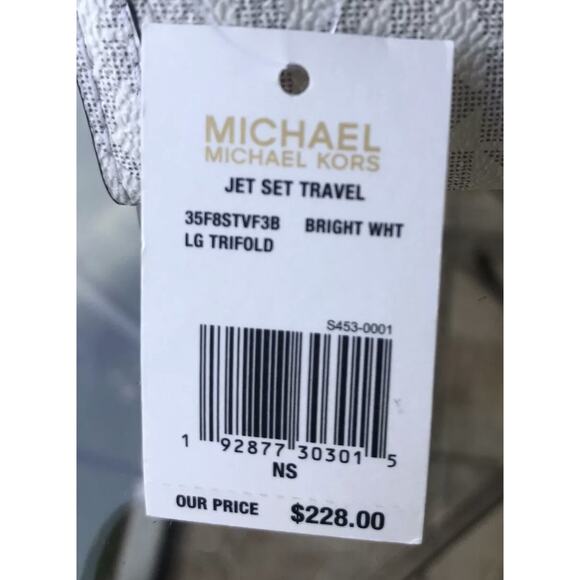 MICHAEL
MICHAEL KORS
JET SET TRAVEL
35F8STVF3B BRIGHT WHT
LG TRIFOLD
S453-0001
1 92877 30301 5
NS
OUR PRICE $228.00